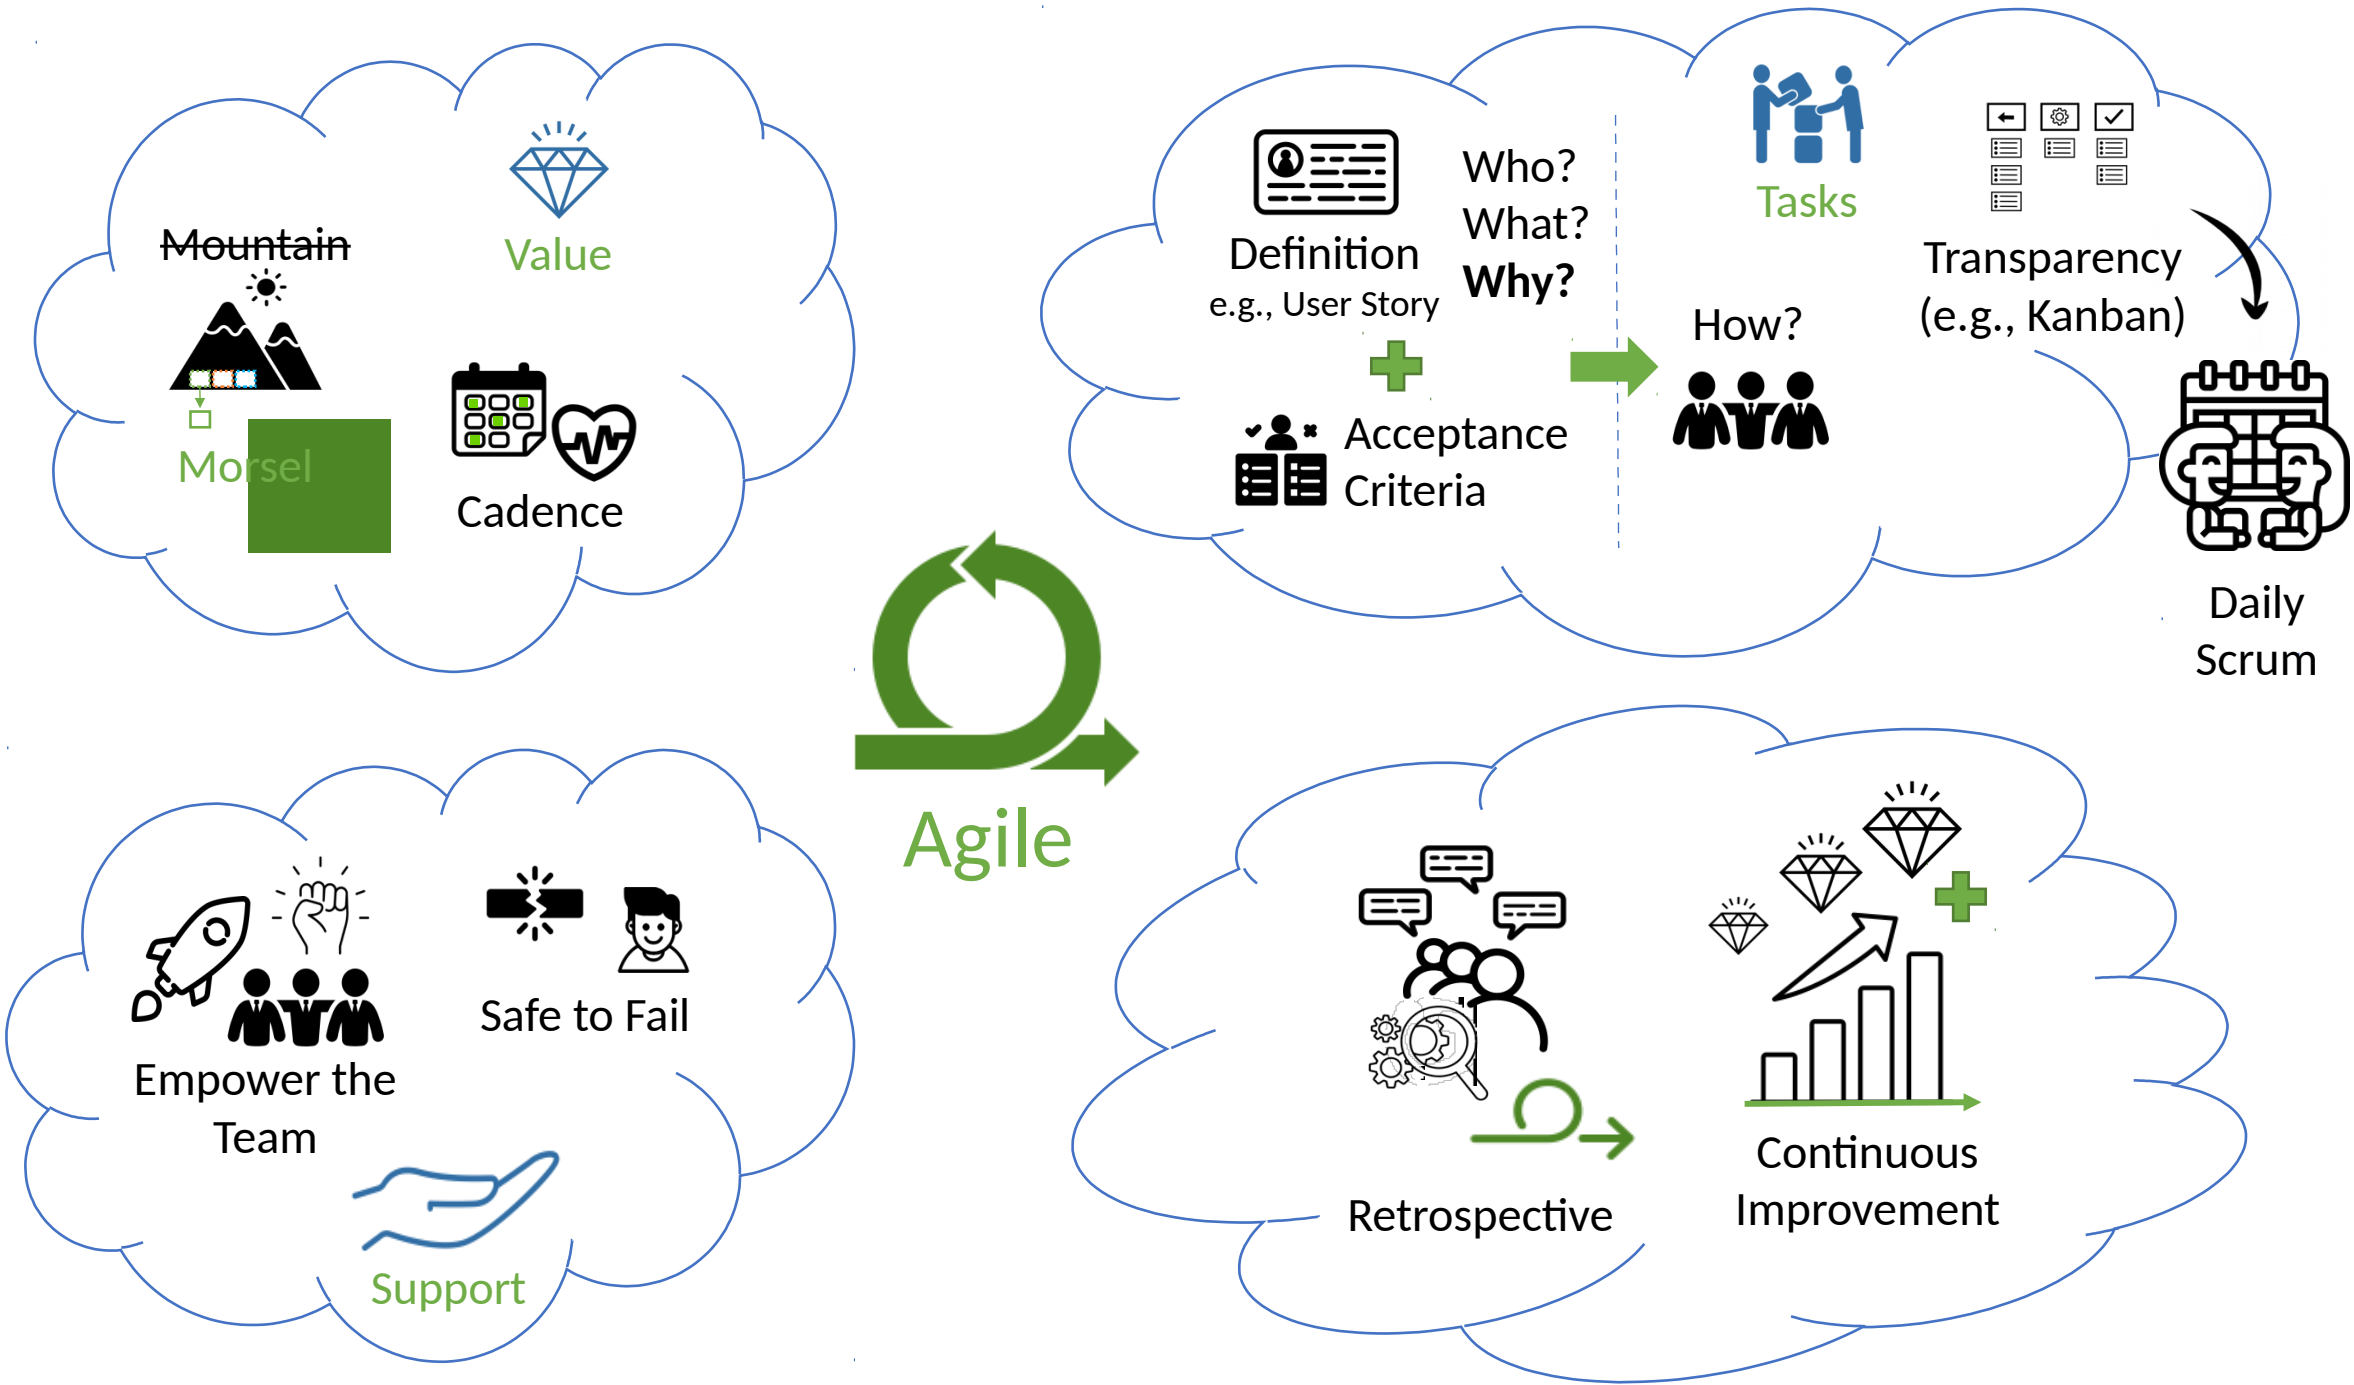 Mountain
Value
Morsel
Cadence
Definition
e.g., User Story
Who?
What?
Why?
Acceptance
Criteria
Tasks
How?
Transparency
(e.g., Kanban)
Daily
Scrum
Agile
Empower the
Team
Safe to Fail
Support
Retrospective
Continuous
Improvement